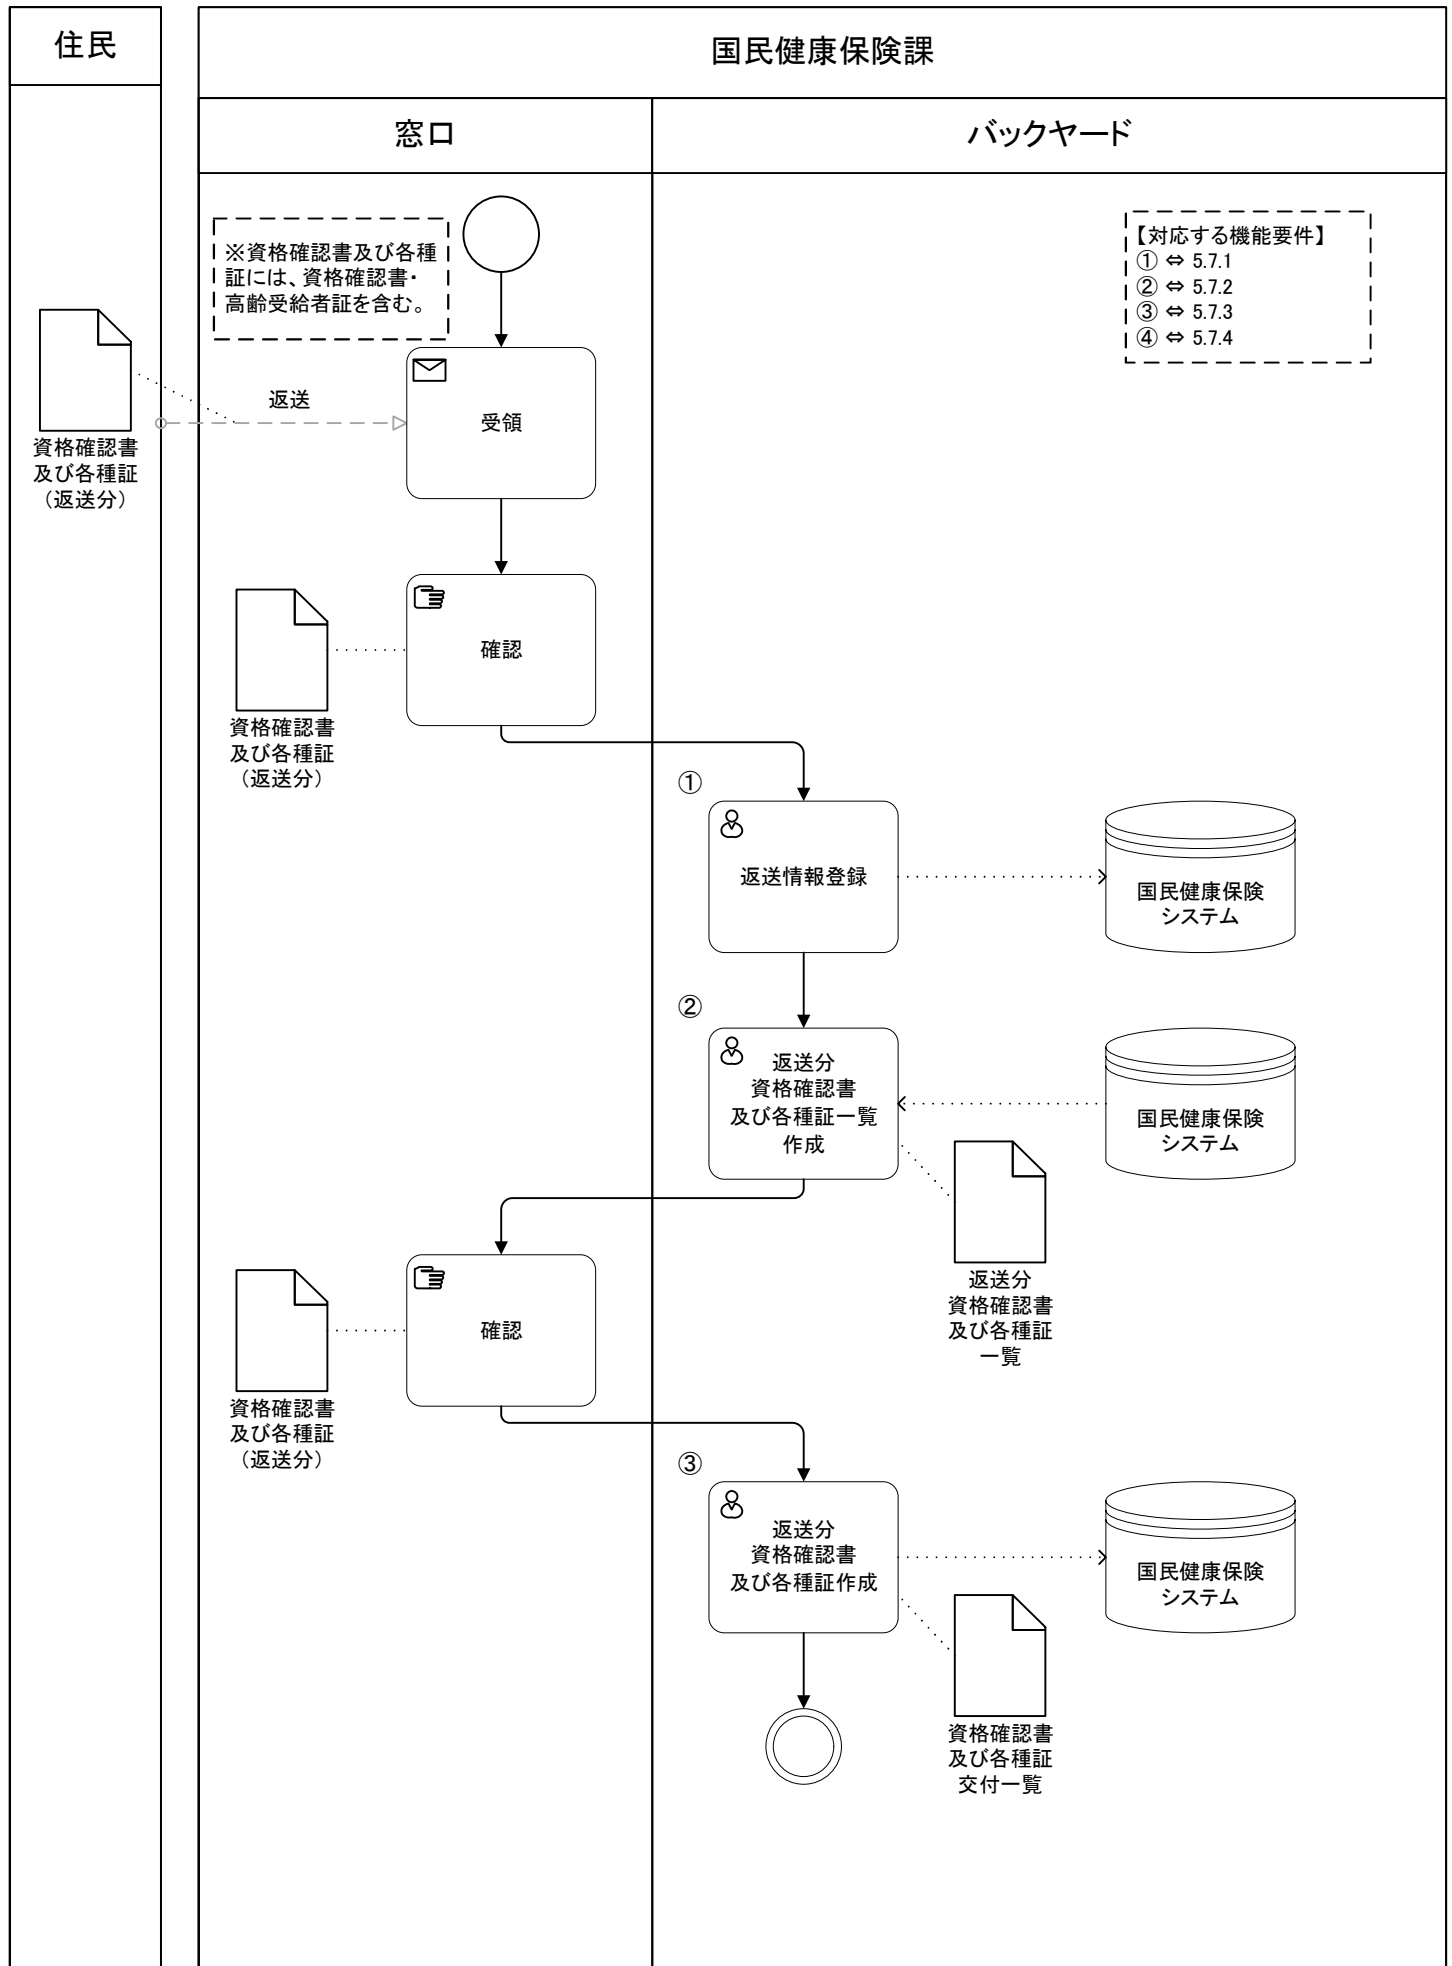 住民
国民健康保険課
窓口
バックヤード
※資格確認書及び各種
証には、資格確認書・
高齢受給者証を含む。
【対応する機能要件】
① ⇔ 5.7.1
② ⇔ 5.7.2
③ ⇔ 5.7.3
④ ⇔ 5.7.4
資格確認書
及び各種証
（返送分）
返送
受領
確認
資格確認書
及び各種証
（返送分）
①
返送情報登録
国民健康保険
システム
②
返送分
資格確認書
及び各種証一覧
作成
国民健康保険
システム
返送分
資格確認書
及び各種証
一覧
確認
資格確認書
及び各種証
（返送分）
③
返送分
資格確認書
及び各種証作成
国民健康保険
システム
資格確認書
及び各種証
交付一覧